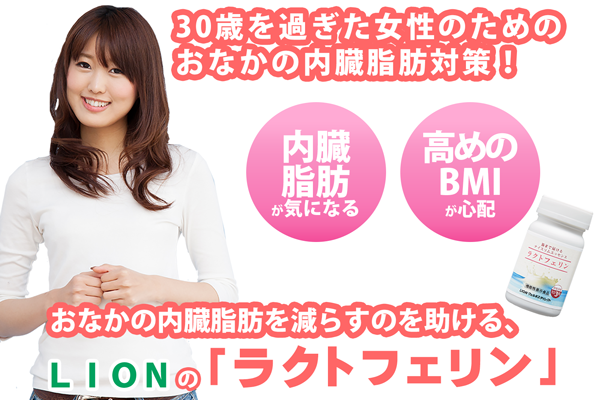 30歳を過ぎた女性のための
おなかの内臓脂肪対策！
内臓
脂肪
が気になる
高めの
BMI
が心配
ラクトフェリン
おなかの内臓脂肪を減らすのを助ける、
LIONの「ラクトフェリン」